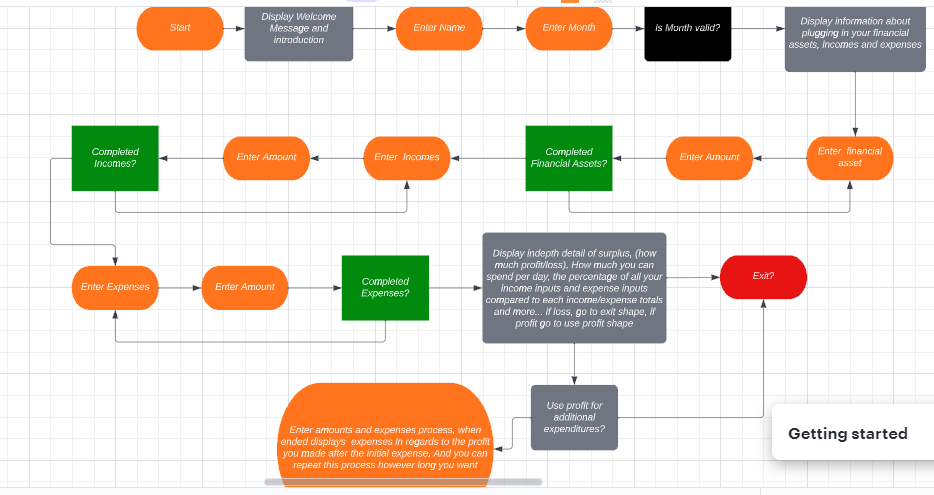 Start
Display Welcome
Message and
introduction
Enter Name
Enter Month
is Month valid?
Display information about
plugging in your financial
assets, incomes and expenses
Completed
Incomes?
Enter Amount
Enter Incomes
Completed
Financial Assets?
Enter Amount
Enter financial
asset
Enter Expenses
Enter Amount
Completed
Expenses?
Display indepth detail of surplus, (how
much profit/loss), How much you can
spend per day, the percentage of all your
income inputs and expense inputs
compared to each income/expense totals
and more... if loss, go to exit shape, if
profit go to use profit shape
Exit?
Use profit for
additional
expenditures?
Enter amounts and expenses process, when
ended displays expenses in regards to the profit
you made after the initial expense, And you can
repeat this process however long you want
Getting started